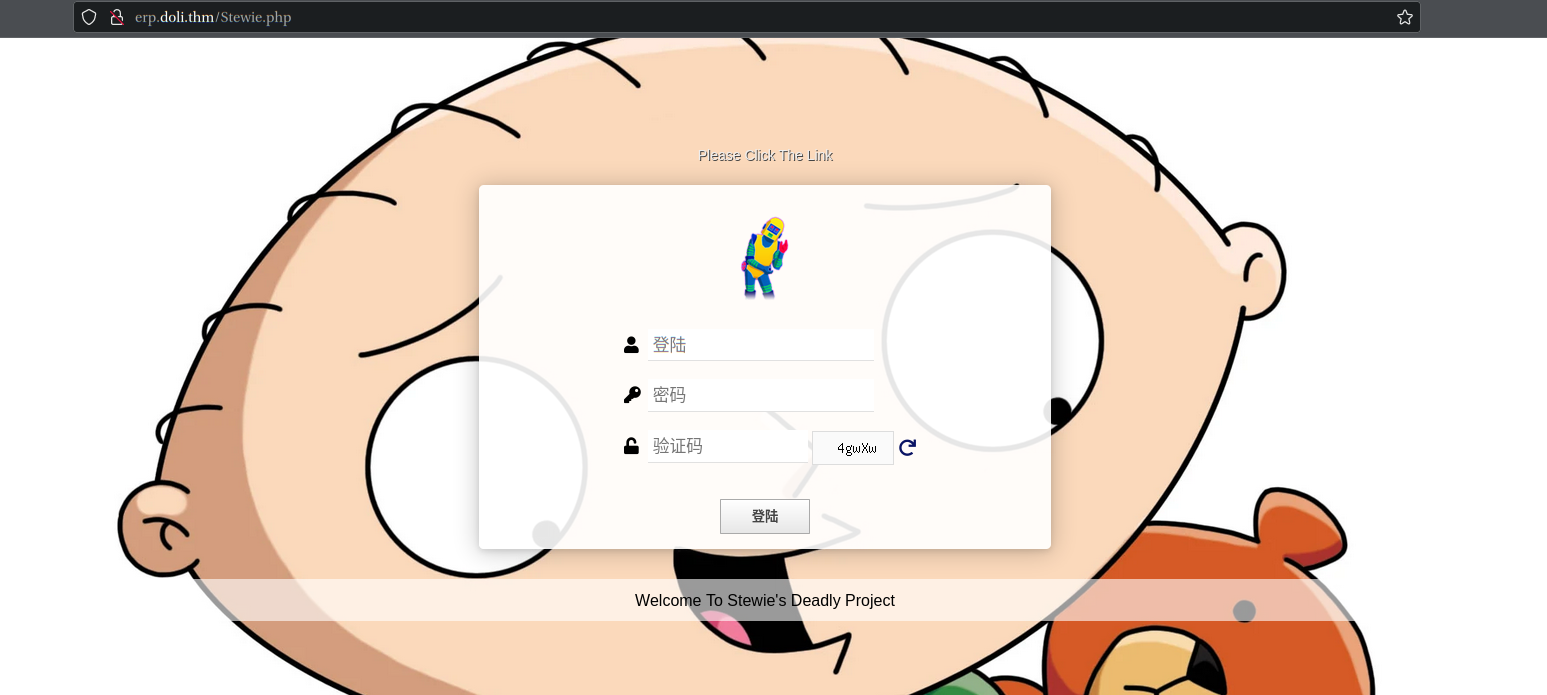 erp.doli.thm/Stewie.php
Please Click The Link
登陆
密码
验证码 4gwXw
登陆
Welcome To Stewie's Deadly Project